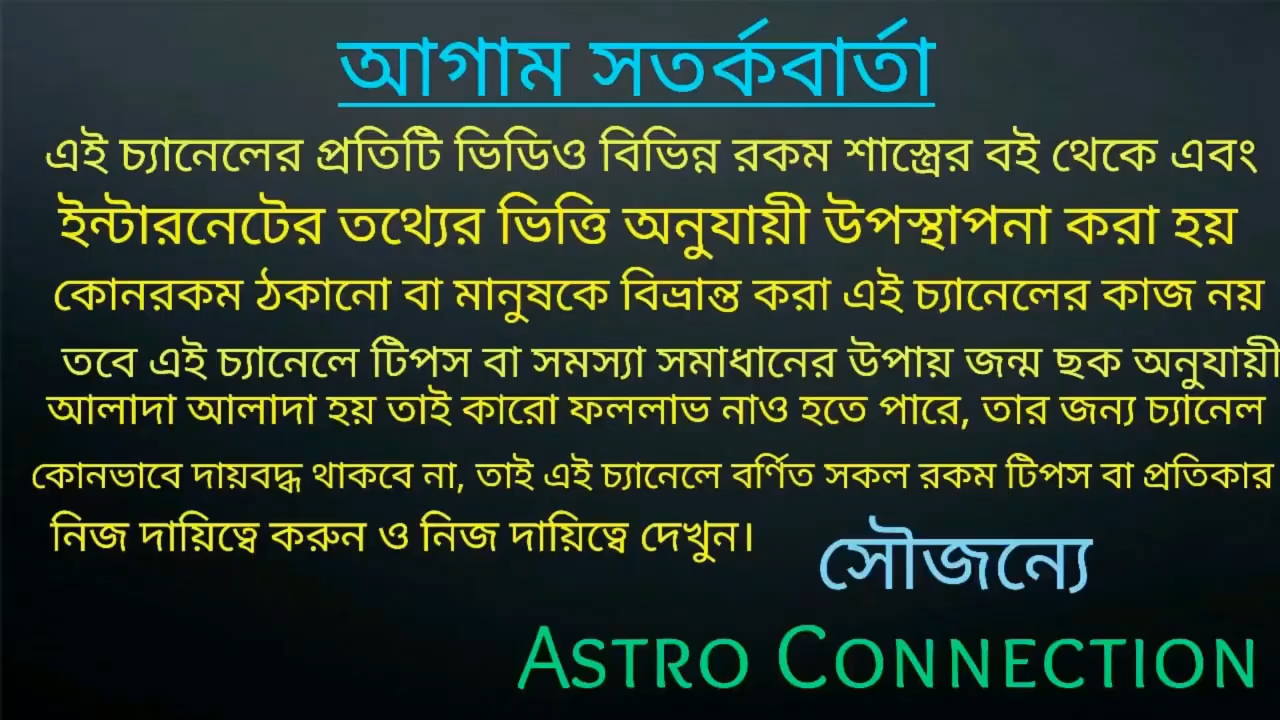 আগাম সতর্কবার্তা
এই চ্যানেলের প্রতিটি ভিডিও বিভিন্ন রকম শাস্ত্রের বই থেকে এবং
ইন্টারনেটের তথ্যের ভিত্তি অনুযায়ী উপস্থাপনা করা হয়
কোনরকম ঠকানো বা মানুষকে বিভ্রান্ত করা এই চ্যানেলের কাজ নয়
তবে এই চ্যানেলে টিপস বা সমস্যা সমাধানের উপায় জন্ম ছক অনুযায়ী
আলাদা আলাদা হয় তাই কারো ফললাভ নাও হতে পারে, তার জন্য চ্যানেল
কোনভাবে দায়বদ্ধ থাকবে না, তাই এই চ্যানেলে বর্ণিত সকল রকম টিপস বা প্রতিকার
নিজ দায়িত্বে করুন ও নিজ দায়িত্বে দেখুন।
সৌজন্যে
ASTRO CONNECTION